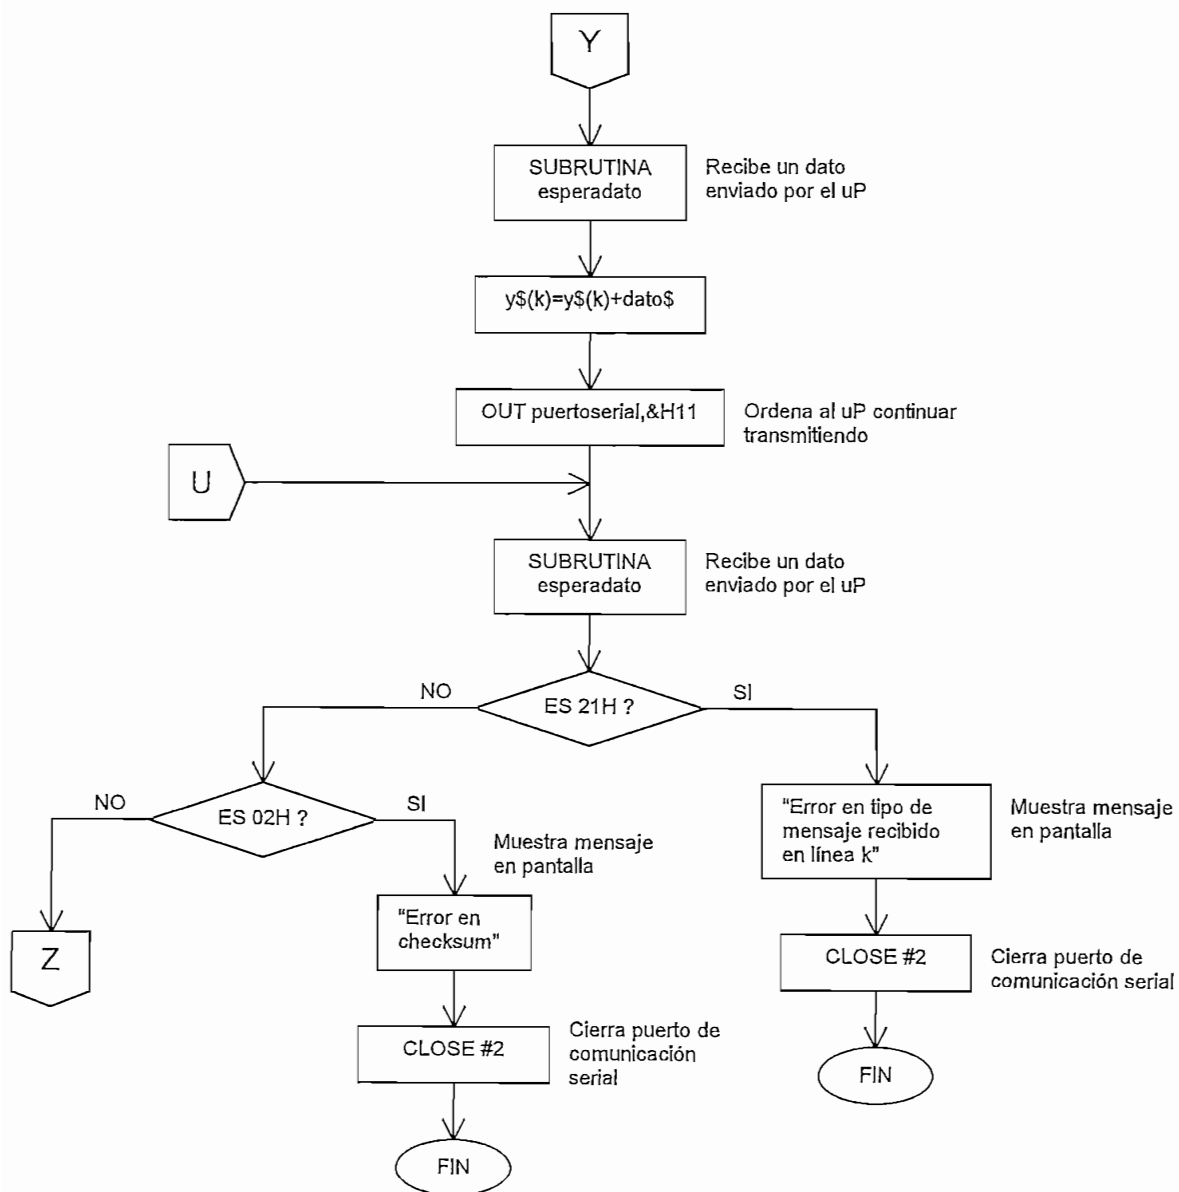 Y
SUBRUTINA
esperadato
Recibe un dato
enviado por el uP
y$(k)=y$(k)+dato$
OUT puertoserial,&H11
Ordena al uP continuar
transmitiendo
U
SUBRUTINA
esperadato
Recibe un dato
enviado por el uP
NO
ES 21H ?
SI
NO
ES 02H ?
SI
"Error en tipo de
mensaje recibido
en línea k"
Muestra mensaje
en pantalla
Muestra mensaje
en pantalla
"Error en
checksum"
Z
CLOSE #2
Cierra puerto de
comunicación serial
CLOSE #2
Cierra puerto de
comunicación
serial
FIN
FIN